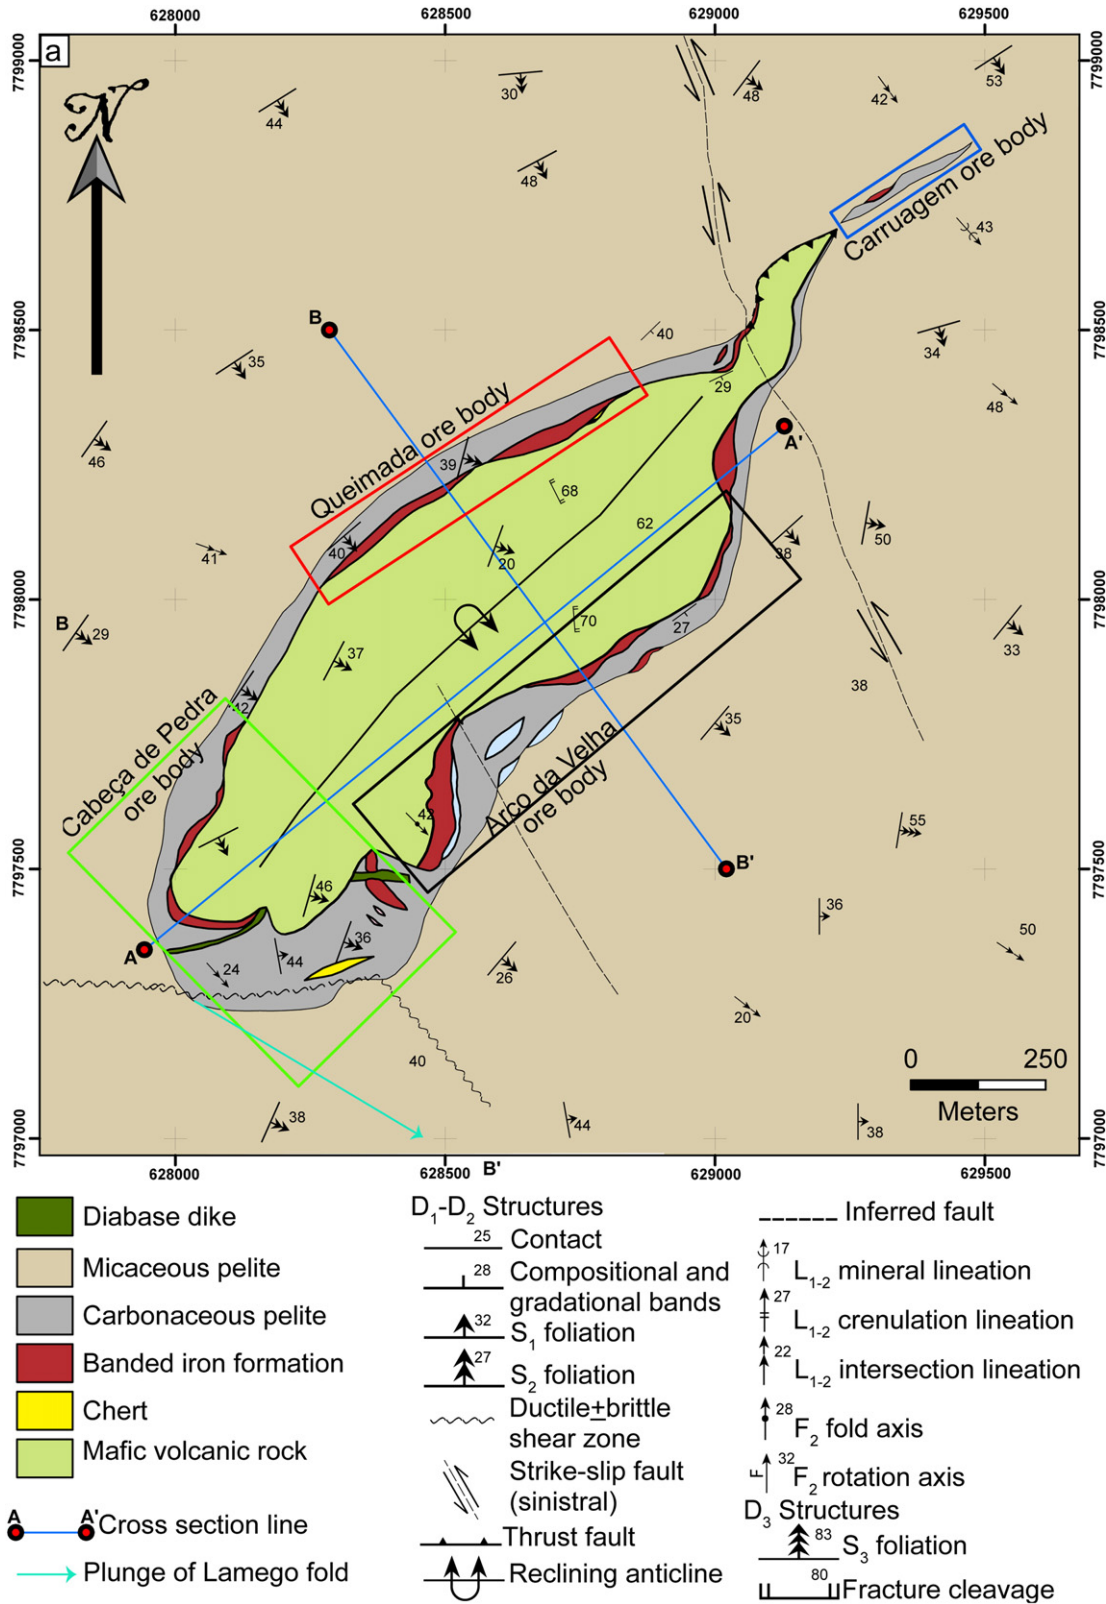 628000 628500 629000 629500
a
N
7799000 7799000
7798500 7798500
7798000 7798000
7797500 7797500
7797000 7797000
44
30
48
48
42
53
43
40
34
48
35
46
41
29
39
40
29
68
62
20
70
27
37
42
38
50
33
38
35
55
42
46
36
44
24
26
36
50
20
40
38
44
38
Carruagem ore body
Queimada ore body
Cabeça de Pedra
ore body
Arco da Velha
ore body
B
A'
B
A
B'
0 250
Meters
628000 628500 629000 629500
B'
Diabase dike
Micaceous pelite
Carbonaceous pelite
Banded iron formation
Chert
Mafic volcanic rock
A A' Cross section line
Plunge of Lamego fold
D1-D2 Structures
25 Contact
28 Compositional and
gradational bands
32 S1 foliation
27 S2 foliation
Ductile±brittle
shear zone
Strike-slip fault
(sinistral)
Thrust fault
Reclining anticline
Inferred fault
17 L1-2 mineral lineation
27 L1-2 crenulation lineation
22 L1-2 intersection lineation
28 F2 fold axis
F 32 F2 rotation axis
D3 Structures
83 S3 foliation
80 Fracture cleavage